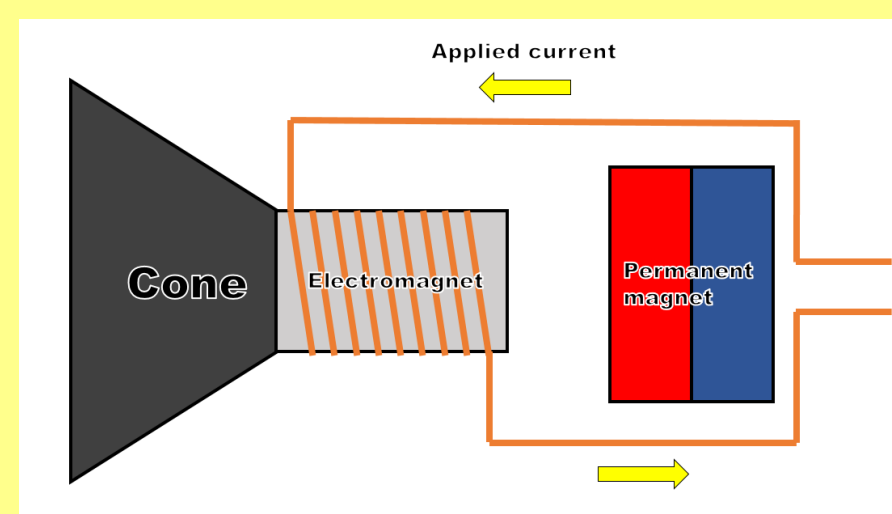 Applied current
Cone
Electromagnet
Permanent
magnet